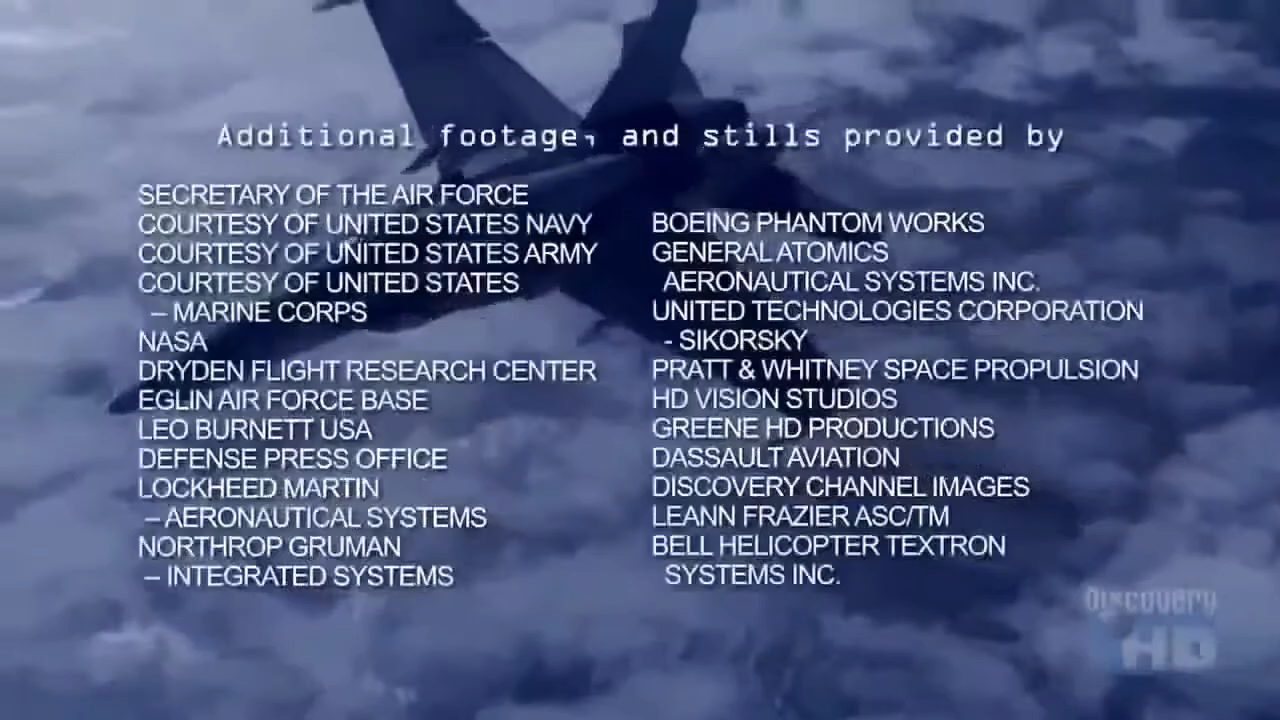 Additional footage, and stills provided by
SECRETARY OF THE AIR FORCE
COURTESY OF UNITED STATES NAVY
COURTESY OF UNITED STATES ARMY
COURTESY OF UNITED STATES
– MARINE CORPS
NASA
DRYDEN FLIGHT RESEARCH CENTER
EGLIN AIR FORCE BASE
LEO BURNETT USA
DEFENSE PRESS OFFICE
LOCKHEED MARTIN
– AERONAUTICAL SYSTEMS
NORTHROP GRUMAN
– INTEGRATED SYSTEMS
BOEING PHANTOM WORKS
GENERAL ATOMICS
AERONAUTICAL SYSTEMS INC.
UNITED TECHNOLOGIES CORPORATION
- SIKORSKY
PRATT & WHITNEY SPACE PROPULSION
HD VISION STUDIOS
GREENE HD PRODUCTIONS
DASSAULT AVIATION
DISCOVERY CHANNEL IMAGES
LEANN FRAZIER ASC/TM
BELL HELICOPTER TEXTRON
SYSTEMS INC.
Discovery
HD